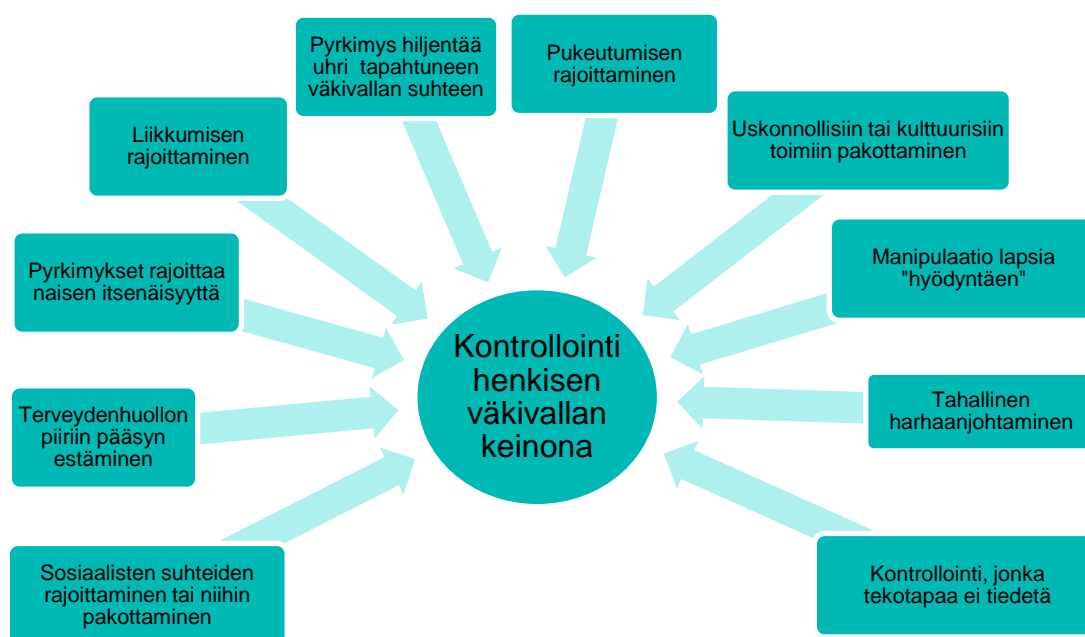 Pyrkimys hiljentää
uhri tapahtuneen
väkivallan suhteen
Pukeutumisen
rajoittaminen
Liikkumisen
rajoittaminen
Uskonnollisiin tai kulttuurisiin
toimiin pakottaminen
Pyrkimykset rajoittaa
naisen itsenäisyyttä
Manipulaatio lapsia
"hyödyntäen"
Kontrollointi
henkisen
väkivallan
keinona
Terveydenhuollon
piiriin pääsyn
estäminen
Tahallinen
harhaanjohtaminen
Sosiaalisten suhteiden
rajoittaminen tai niihin
pakottaminen
Kontrollointi, jonka
tekotapaa ei tiedetä